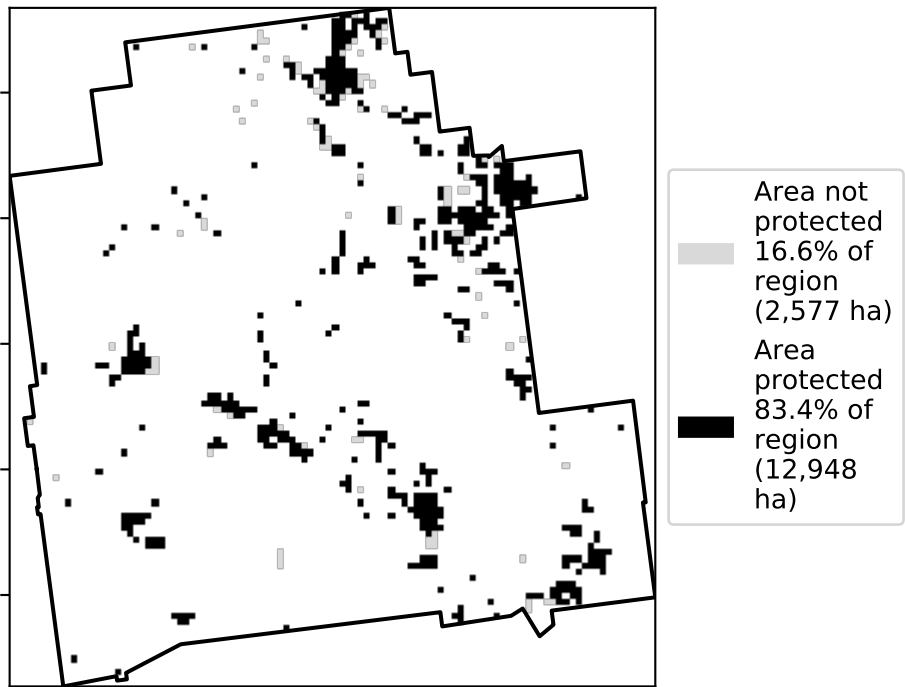 Area not
protected
16.6% of
region
(2,577 ha)
Area
protected
83.4% of
region
(12,948
ha)